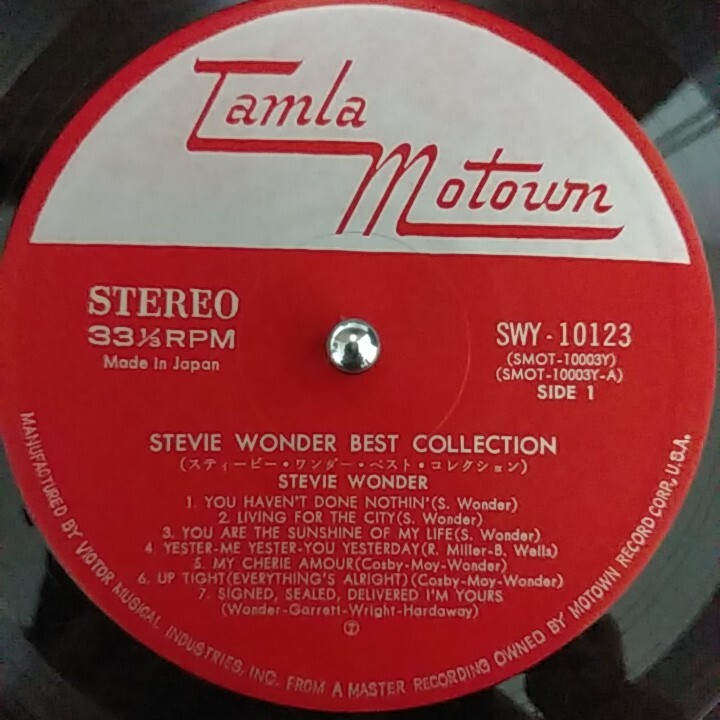 Tamla
Motown
STEREO
33 ⅓ RPM
Made in Japan
SWY-10123
(SMOT-10003Y)
(SMOT-10003Y-A)
SIDE 1
STEVIE WONDER BEST COLLECTION
(スティービー・ワンダー・ベスト・コレクション)
STEVIE WONDER
1. YOU HAVEN'T DONE NOTHIN'(S. Wonder)
2. LIVING FOR THE CITY(S. Wonder)
3. YOU ARE THE SUNSHINE OF MY LIFE(S. Wonder)
4 YESTER-ME YESTER-YOU YESTERDAY(R. Miller-B. Wells)
5. MY CHERIE AMOUR(Cosby-Moy-Wonder)
6. UP TIGHT(EVERYTHING'S ALRIGHT)(Cosby-Moy-Wonder)
7. SIGNED, SEALED, DELIVERED I'M YOURS
(Wonder-Garrett-Wright-Hardaway)
⑦
MANUFACTURED BY VICTOR MUSICAL INDUSTRIES, INC. FROM A MASTER RECORDING OWNED BY MOTOWN RECORD CORP., U.S.A.